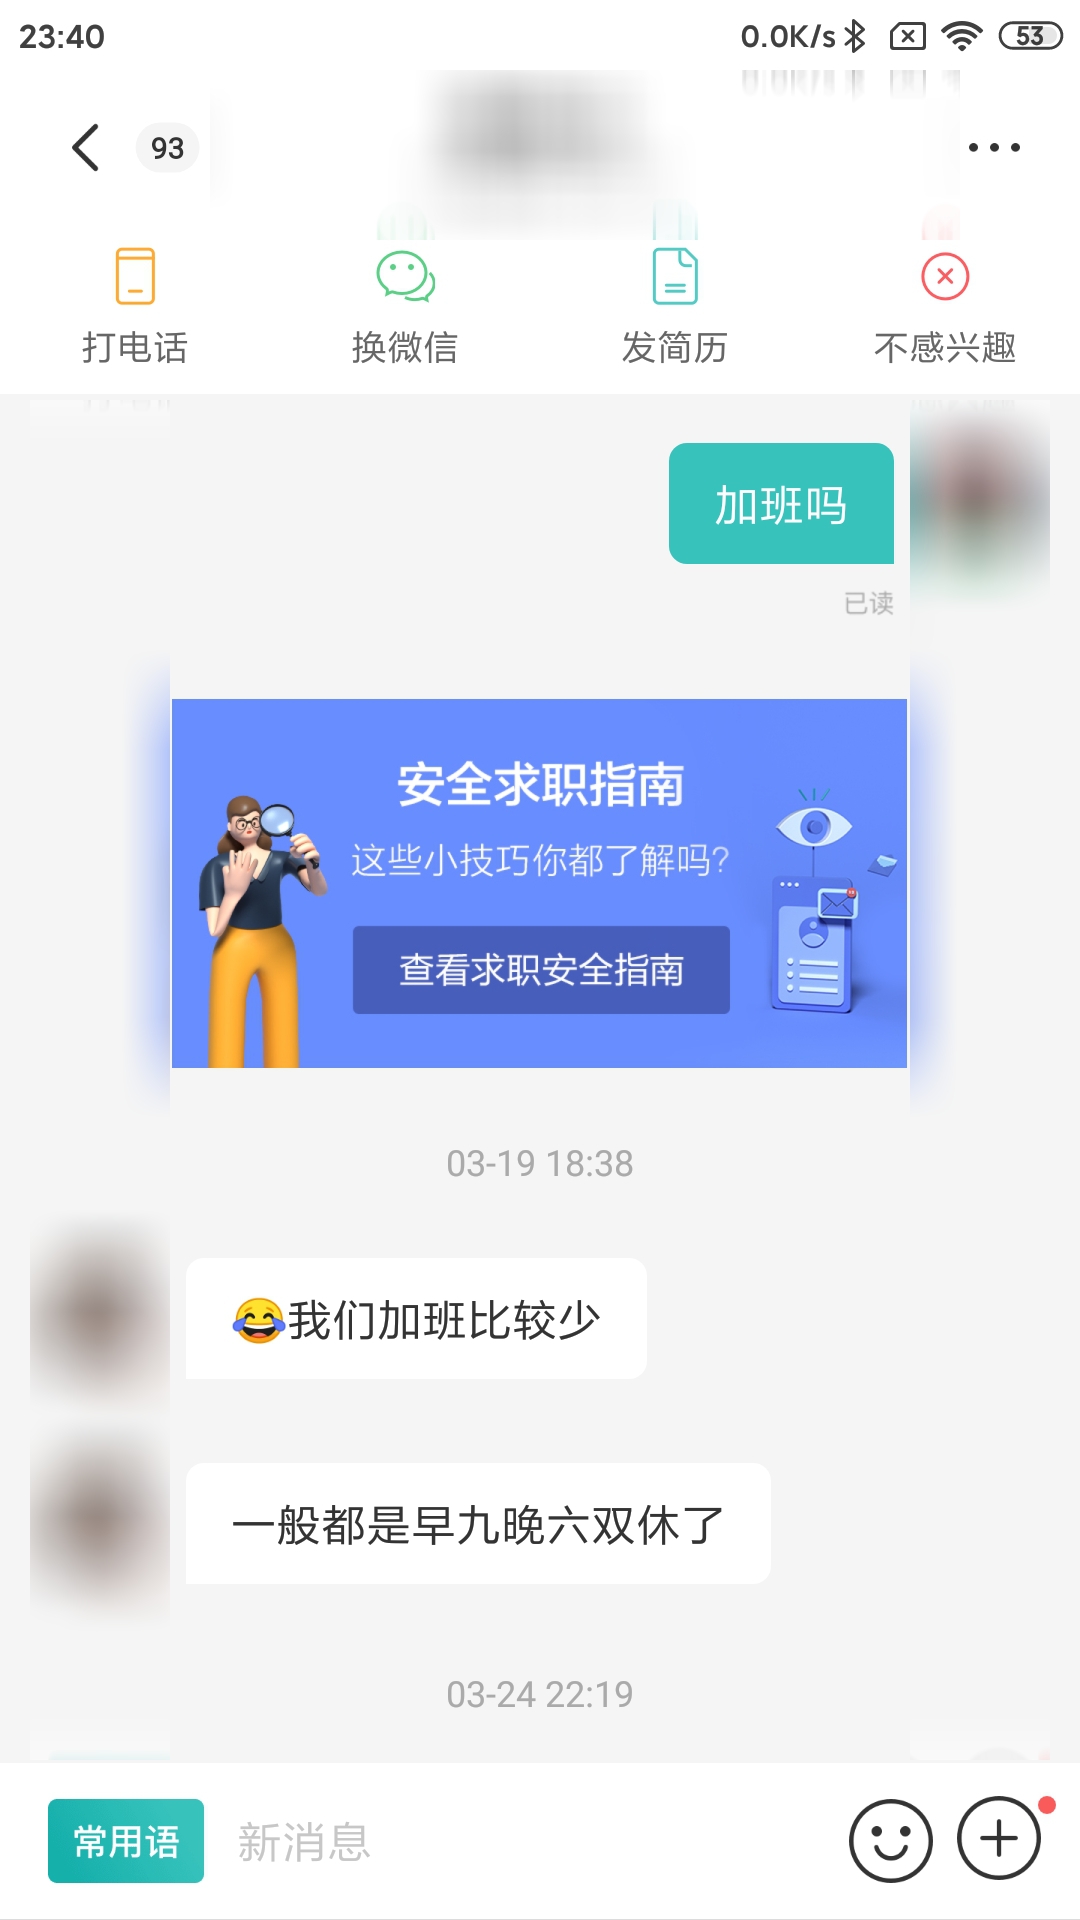 23:40 0.0K/s 53
93
打电话 换微信 发简历 不感兴趣
加班吗
已读
安全求职指南
这些小技巧你都了解吗?
查看求职安全指南
03-19 18:38
😂我们加班比较少
一般都是早九晚六双休了
03-24 22:19
常用语 新消息